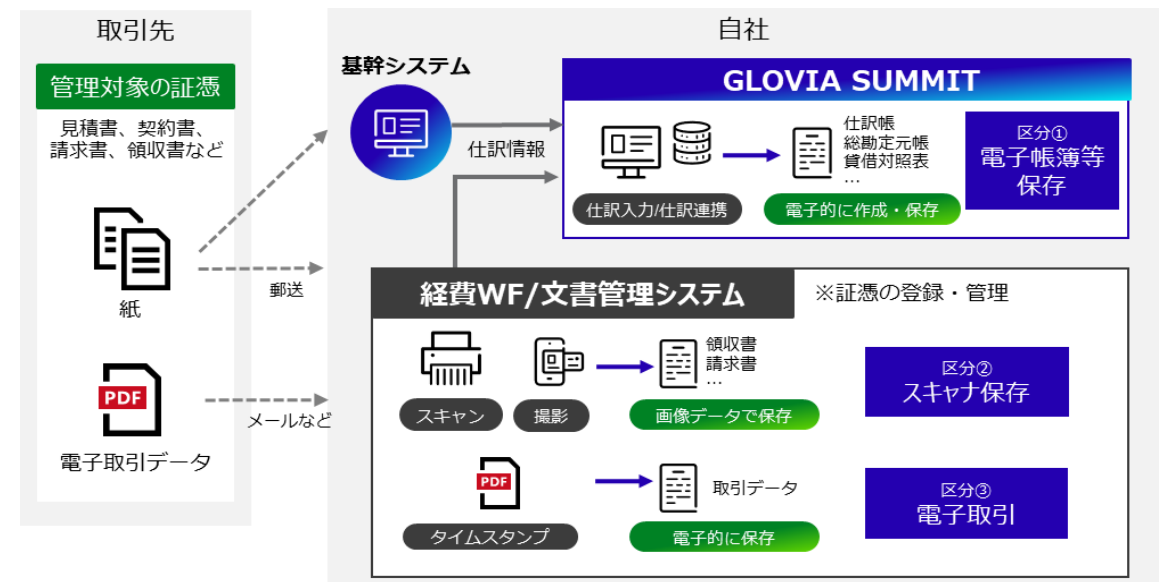 取引先
管理対象の証憑
見積書、契約書、
請求書、領収書など
紙
PDF
電子取引データ
郵送
メールなど
自社
基幹システム
仕訳情報
GLOVIA SUMMIT
仕訳入力/仕訳連携
仕訳帳
総勘定元帳
貸借対照表
…
電子的に作成・保存
区分①
電子帳簿等
保存
経費WF/文書管理システム
※証憑の登録・管理
スキャン
撮影
領収書
請求書
…
画像データで保存
区分②
スキャナ保存
PDF
タイムスタンプ
取引データ
電子的に保存
区分③
電子取引